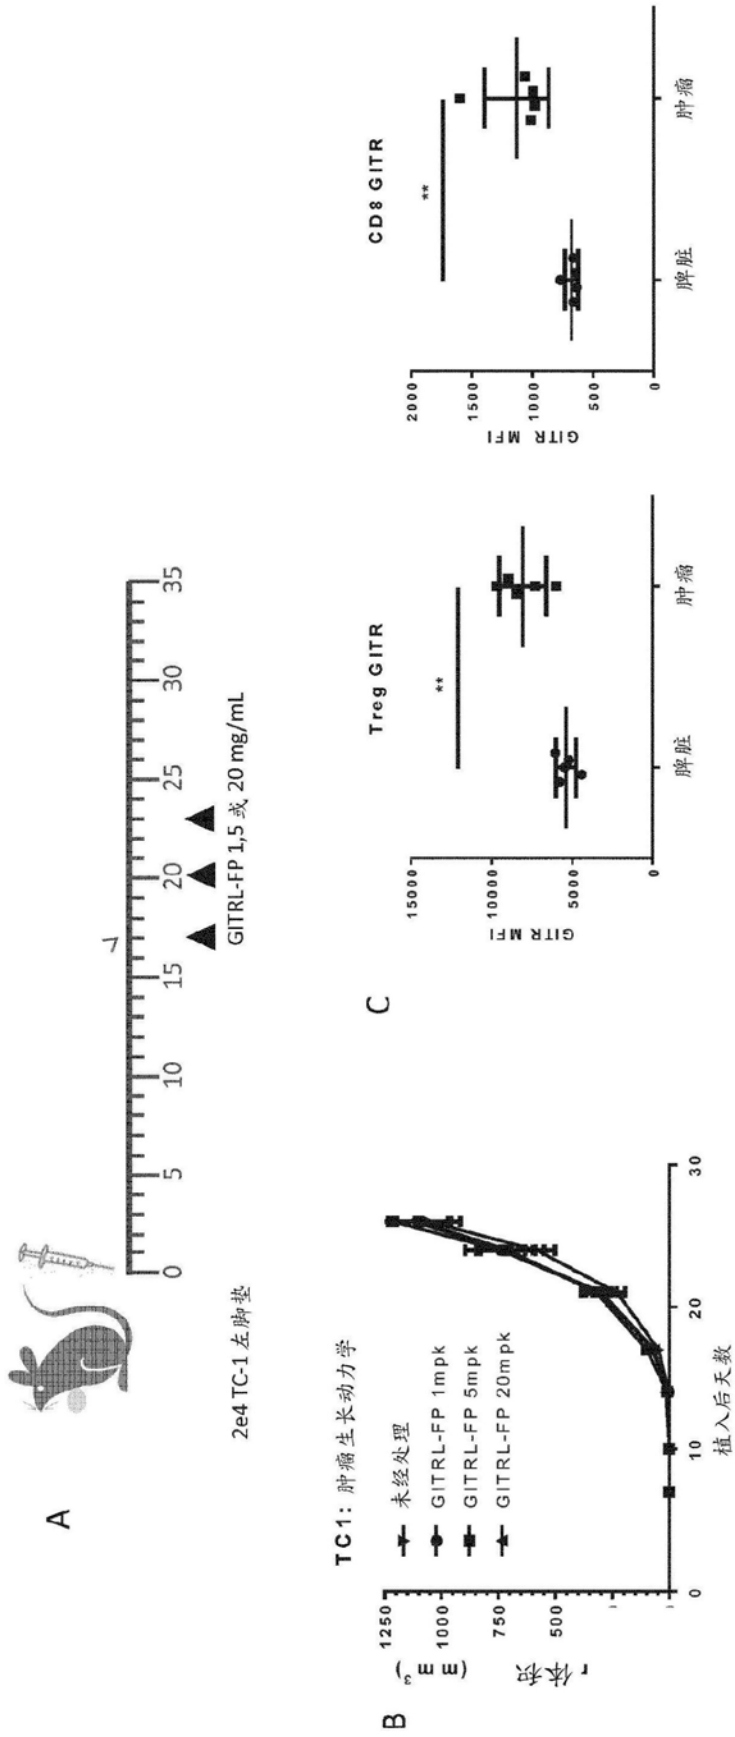 A
0 5 10 15 20 25 30 35
2e4 TC-1 左脚垫
GITRL-FP 1,5 或 20 mg/mL
B
TC1: 肿瘤生长动力学
未经处理
GITRL-FP 1mpk
GITRL-FP 5mpk
GITRL-FP 20mpk
体积
(mm³)
1250
1000
750
500
0 10 20 30
植入后天数
C
Treg GITR
**
GITR MFI
15000
10000
5000
0
脾脏 肿瘤
CD8 GITR
**
GITR MFI
2000
1500
1000
500
0
脾脏 肿瘤